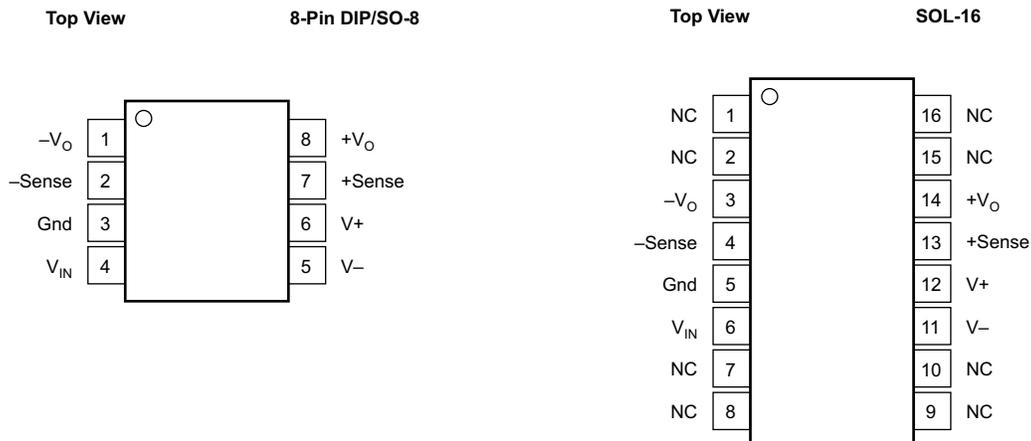 Top View 8-Pin DIP/SO-8
–VO 1 8 +VO
–Sense 2 7 +Sense
Gnd 3 6 V+
VIN 4 5 V–
Top View SOL-16
NC 1 16 NC
NC 2 15 NC
–VO 3 14 +VO
–Sense 4 13 +Sense
Gnd 5 12 V+
VIN 6 11 V–
NC 7 10 NC
NC 8 9 NC